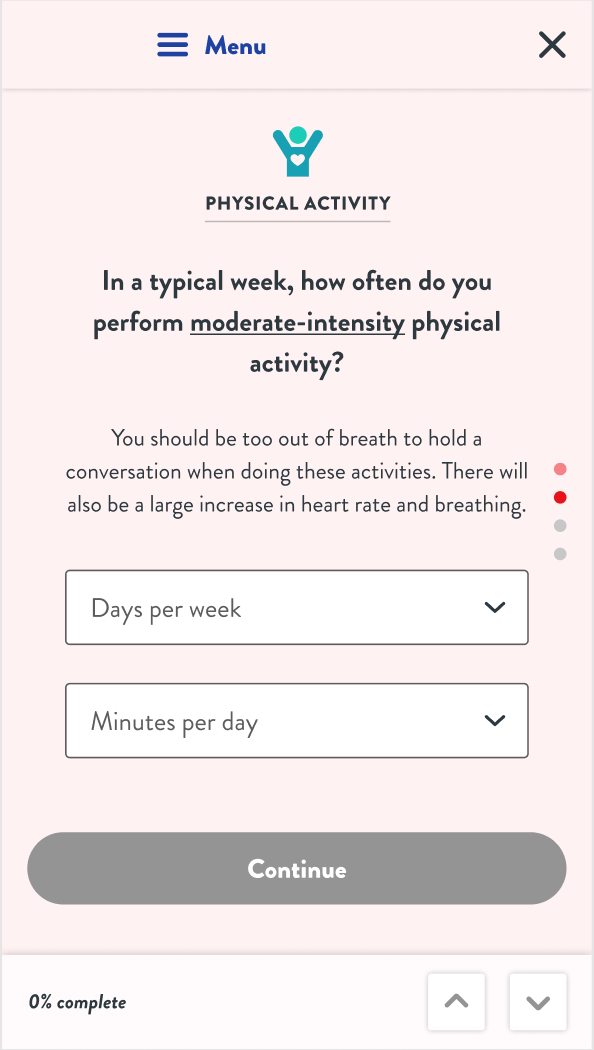 Menu
PHYSICAL ACTIVITY
In a typical week, how often do you
perform moderate-intensity physical
activity?
You should be too out of breath to hold a
conversation when doing these activities. There will
also be a large increase in heart rate and breathing.
Days per week
Minutes per day
Continue
0% complete